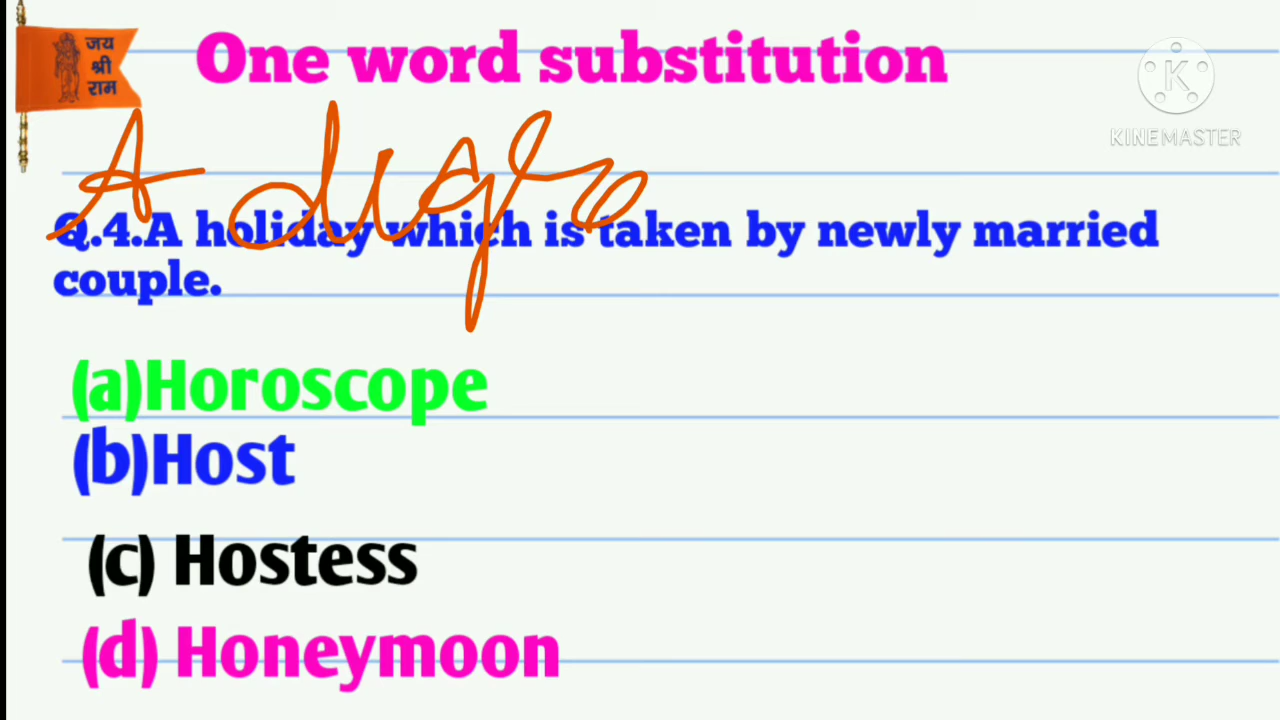 जय
श्री
राम
One word substitution
KINEMASTER
A
Q.4.A holiday which is taken by newly married
couple.
(a)Horoscope
(b)Host
(c) Hostess
(d) Honeymoon